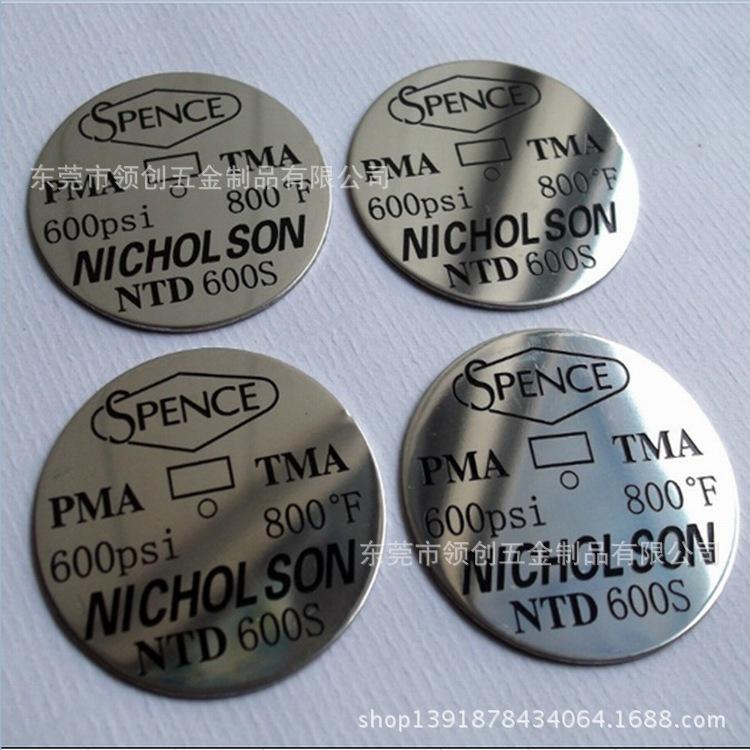 SPENCE
PMA TMA
600psi 800°F
NICHOLSON
NTD 600S
SPENCE
PMA TMA
600psi 800°F
NICHOLSON
NTD 600S
东莞市领创五金制品有限公司
SPENCE
PMA TMA
600psi 800°F
NICHOLSON
NTD 600S
SPENCE
PMA TMA
600psi 800°F
NICHOLSON
NTD 600S
东莞市领创五金制品有限公司
shop1391878434064.1688.com